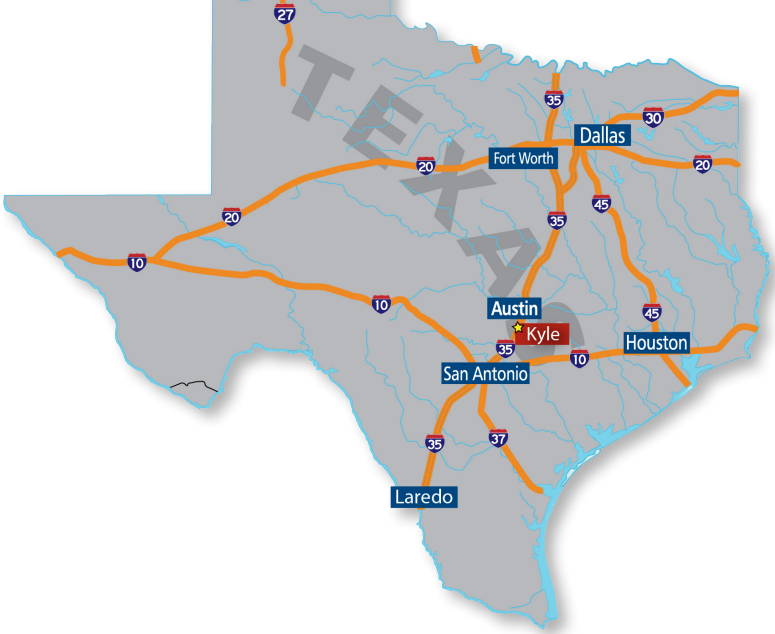 27
TEXAS
35
30
Dallas
Fort Worth
20
20
45
20
35
10
10
Austin
45
Kyle
Houston
35
10
San Antonio
35
37
Laredo